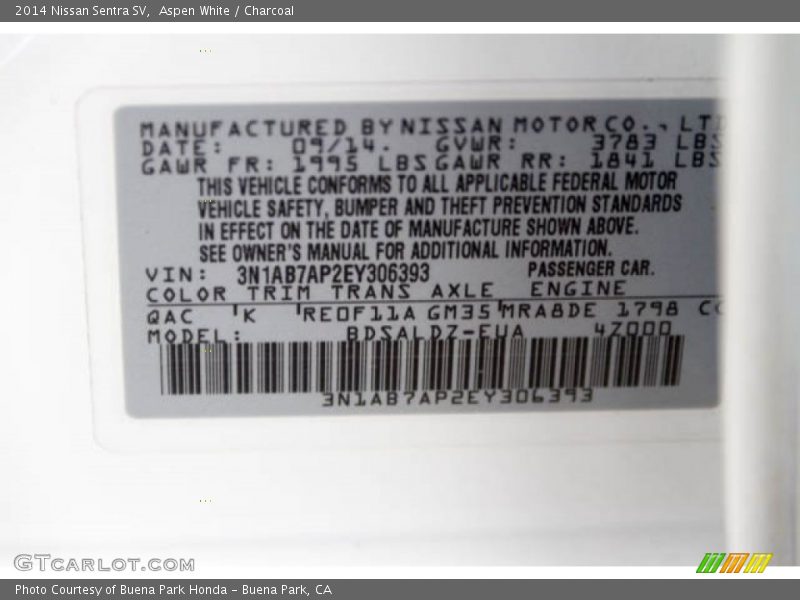 2014 Nissan Sentra SV,  Aspen White / Charcoal
MANUFACTURED BY NISSAN MOTOR CO., LTD
DATE: 09/14. GVWR: 3783 LBS
GAWR FR: 1995 LBS GAWR RR: 1841 LBS
THIS VEHICLE CONFORMS TO ALL APPLICABLE FEDERAL MOTOR
VEHICLE SAFETY, BUMPER AND THEFT PREVENTION STANDARDS
IN EFFECT ON THE DATE OF MANUFACTURE SHOWN ABOVE.
SEE OWNER'S MANUAL FOR ADDITIONAL INFORMATION.
VIN: 3N1AB7AP2EY306393 PASSENGER CAR.
COLOR TRIM TRANS AXLE ENGINE
QAC K RE0F11A GM35 MRA8DE 1798 CC
MODEL: BDSALDZ-EUA 4Z000
3N1AB7AP2EY306393
GTCARLOT.COM
Photo Courtesy of Buena Park Honda - Buena Park, CA